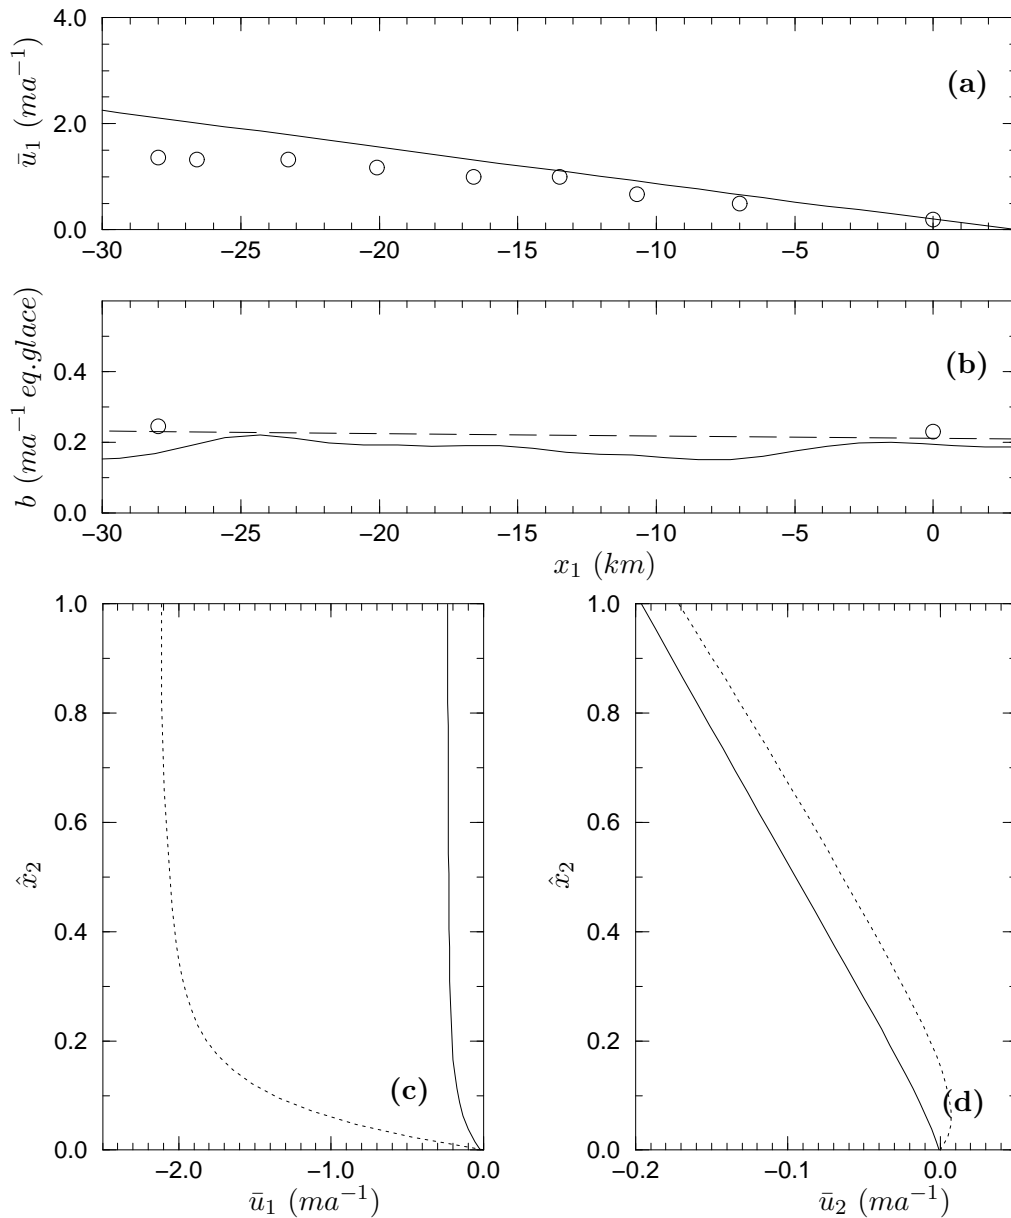 4.0
2.0
0.0
ū₁ (ma⁻¹)
(a)
−30 −25 −20 −15 −10 −5 0
0.4
0.2
0.0
b (ma⁻¹ eq.glace)
(b)
−30 −25 −20 −15 −10 −5 0
x₁ (km)
1.0
0.8
0.6
0.4
0.2
0.0
x̂₂
(c)
−2.0 −1.0 0.0
ū₁ (ma⁻¹)
1.0
0.8
0.6
0.4
0.2
0.0
x̂₂
(d)
−0.2 −0.1 0.0
ū₂ (ma⁻¹)